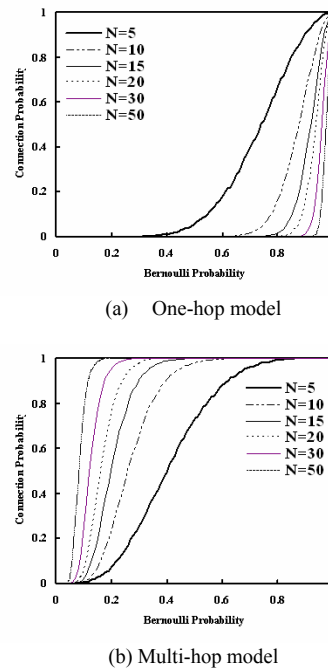 1
0.8
0.6
0.4
0.2
0
Connection Probability
N=5
N=10
N=15
N=20
N=30
N=50
0 0.2 0.4 0.6 0.8
Bernoulli Probability
(a) One-hop model
1
0.8
0.6
0.4
0.2
0
Connection Probability
N=5
N=10
N=15
N=20
N=30
N=50
0 0.2 0.4 0.6 0.8
Bernoulli Probability
(b) Multi-hop model